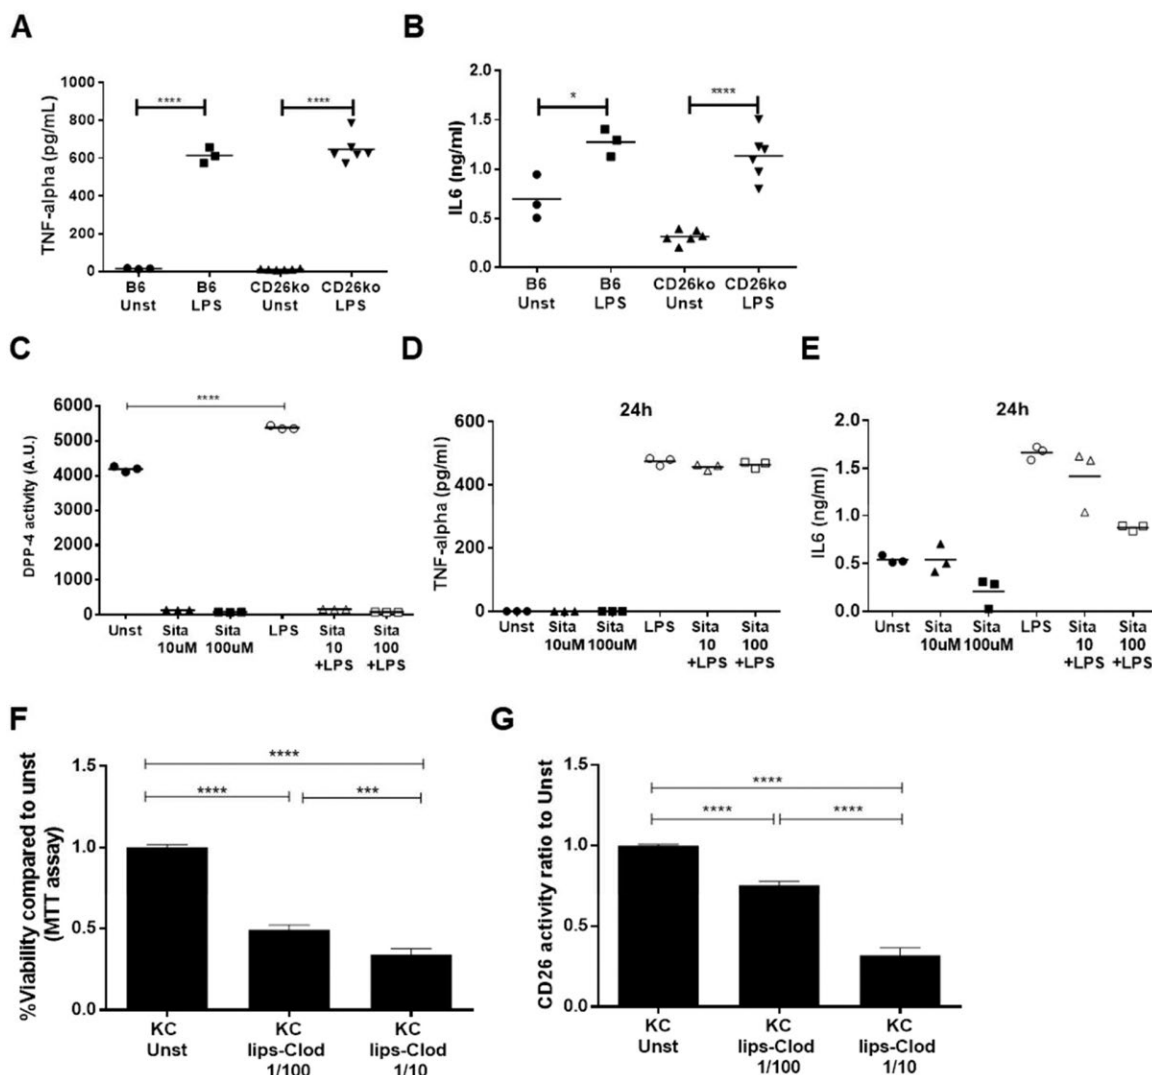 A
TNF-alpha (pg/mL)
1000
800
600
400
200
0
****
****
B6
Unst
B6
LPS
CD26ko
Unst
CD26ko
LPS
B
IL6 (ng/ml)
2.0
1.5
1.0
0.5
0.0
*
****
B6
Unst
B6
LPS
CD26ko
Unst
CD26ko
LPS
C
DPP-4 activity (A.U.)
6000
5000
4000
3000
2000
1000
0
****
Unst
Sita
10uM
Sita
100uM
LPS
Sita
10
+LPS
Sita
100
+LPS
D
24h
TNF-alpha (pg/ml)
600
400
200
0
Unst
Sita
10uM
Sita
100uM
LPS
Sita
10
+LPS
Sita
100
+LPS
E
24h
IL6 (ng/ml)
2.0
1.5
1.0
0.5
0.0
Unst
Sita
10uM
Sita
100uM
LPS
Sita
10
+LPS
Sita
100
+LPS
F
%Viability compared to unst
(MTT assay)
1.5
1.0
0.5
0.0
****
****
***
KC
Unst
KC
lips-Clod
1/100
KC
lips-Clod
1/10
G
CD26 activity ratio to Unst
1.5
1.0
0.5
0.0
****
****
****
KC
Unst
KC
lips-Clod
1/100
KC
lips-Clod
1/10